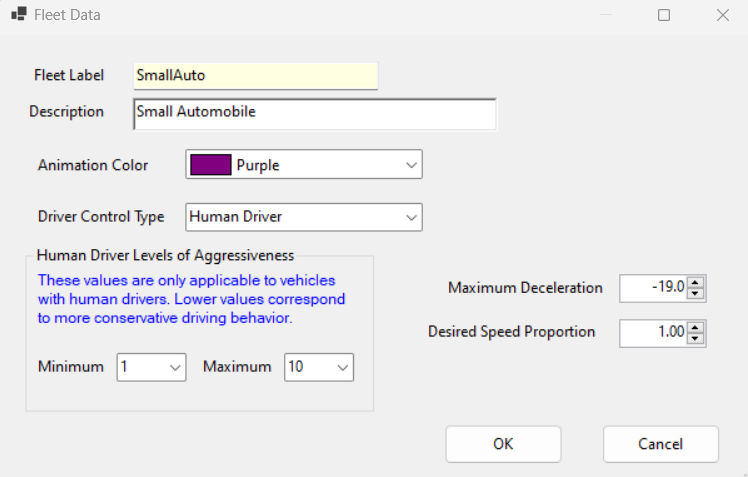 Fleet Data
Fleet Label SmallAuto
Description Small Automobile
Animation Color Purple
Driver Control Type Human Driver
Human Driver Levels of Aggressiveness
These values are only applicable to vehicles
with human drivers. Lower values correspond
to more conservative driving behavior.
Minimum 1 Maximum 10
Maximum Deceleration -19.0
Desired Speed Proportion 1.00
OK Cancel